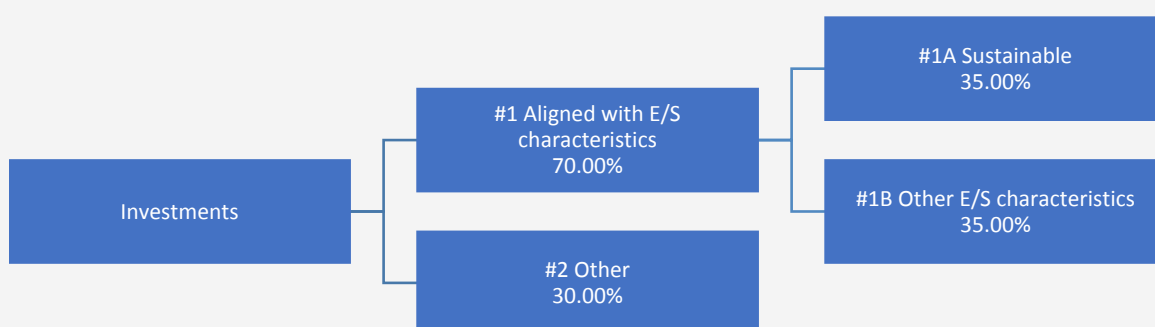 Investments
#1 Aligned with E/S
characteristics
70.00%
#2 Other
30.00%
#1A Sustainable
35.00%
#1B Other E/S characteristics
35.00%